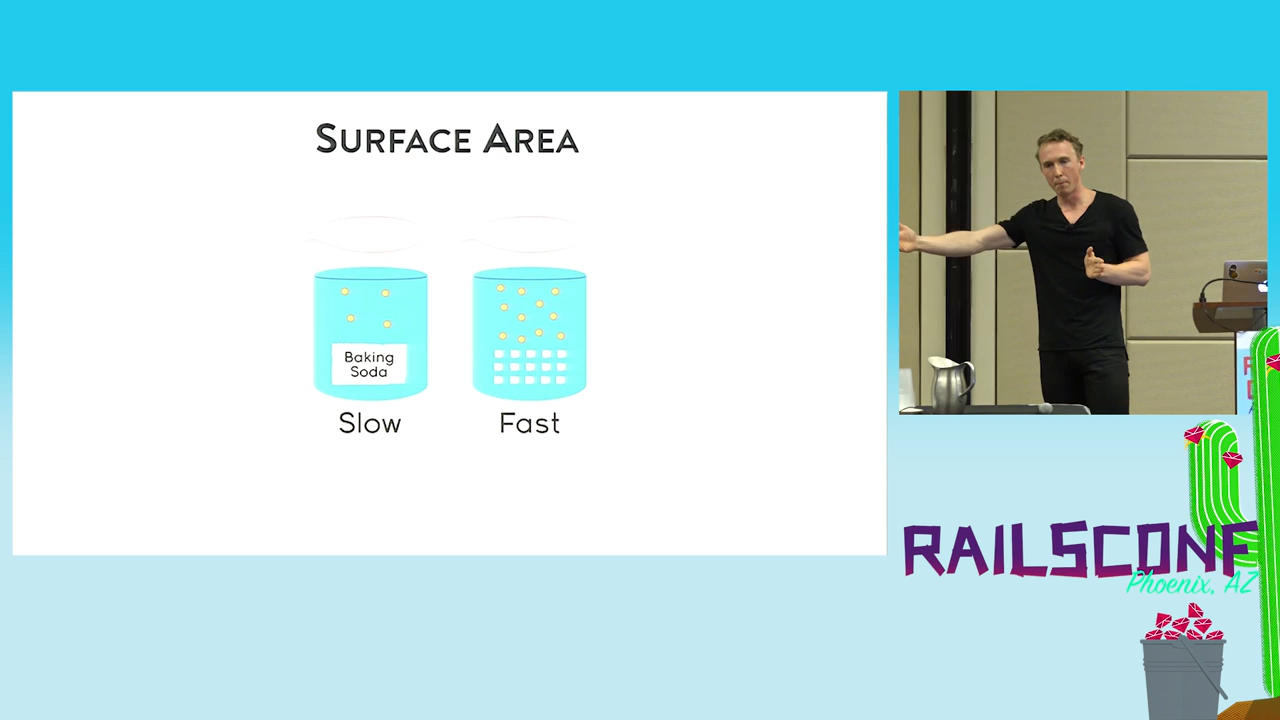 SURFACE AREA
Baking
Soda
Slow
Fast
RAILSCONF
Phoenix, AZ